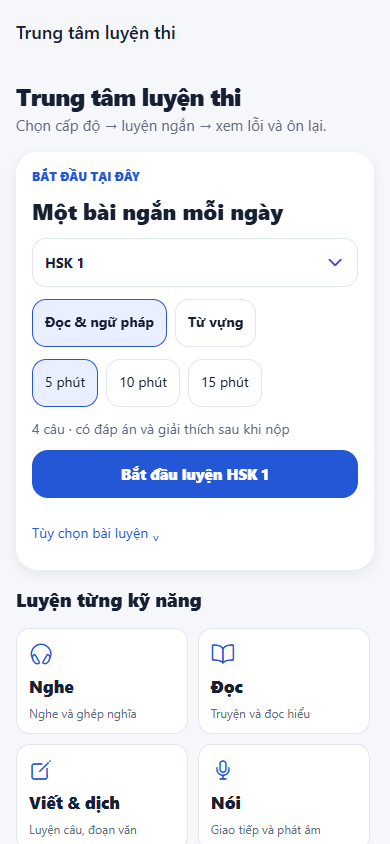 Trung tâm luyện thi
Trung tâm luyện thi
Chọn cấp độ → luyện ngắn → xem lỗi và ôn lại.
BẮT ĐẦU TẠI ĐÂY
Một bài ngắn mỗi ngày
HSK 1
Đọc & ngữ pháp Từ vựng
5 phút 10 phút 15 phút
4 câu · có đáp án và giải thích sau khi nộp
Bắt đầu luyện HSK 1
Tùy chọn bài luyện
Luyện từng kỹ năng
Nghe Đọc
Nghe và ghép nghĩa Truyện và đọc hiểu
Viết & dịch Nói
Luyện câu, đoạn văn Giao tiếp và phát âm